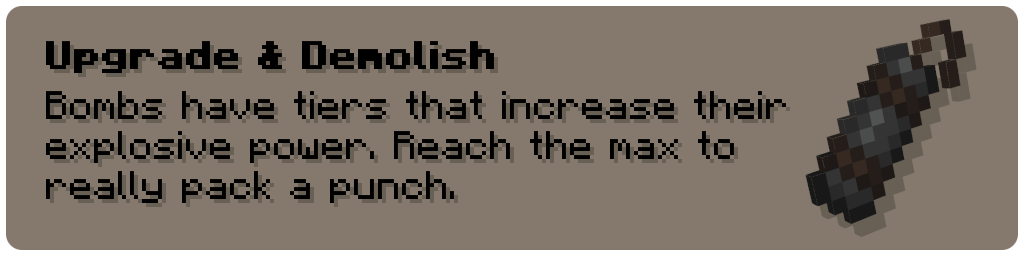 Upgrade & Demolish
Bombs have tiers that increase their
explosive power. Reach the max to
really pack a punch.